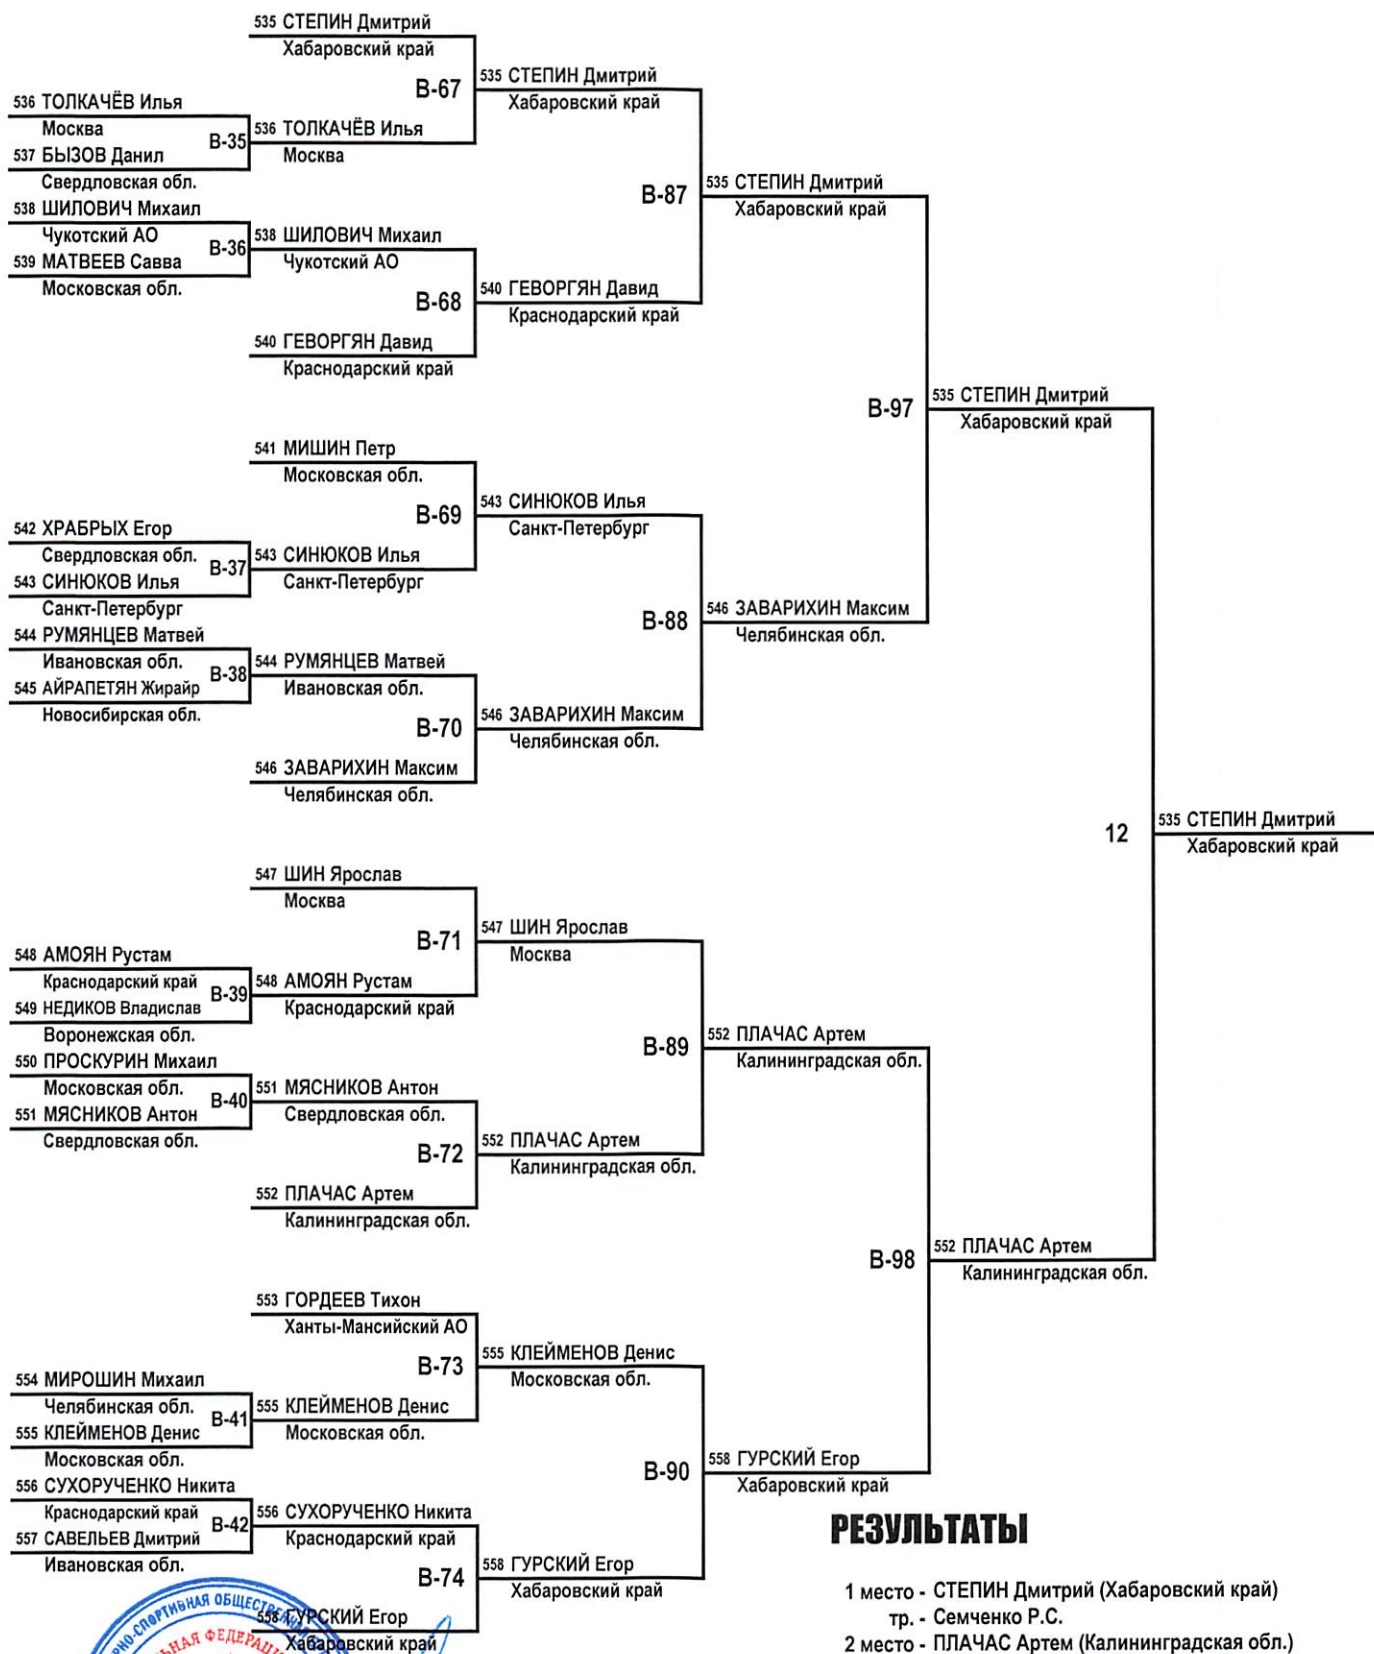 535 СТЕПИН Дмитрий
Хабаровский край
В-67
535 СТЕПИН Дмитрий
Хабаровский край
536 ТОЛКАЧЁВ Илья
Москва
В-35
536 ТОЛКАЧЁВ Илья
Москва
537 БЫЗОВ Данил
Свердловская обл.
В-87
535 СТЕПИН Дмитрий
Хабаровский край
538 ШИЛОВИЧ Михаил
Чукотский АО
В-36
538 ШИЛОВИЧ Михаил
Чукотский АО
539 МАТВЕЕВ Савва
Московская обл.
В-68
540 ГЕВОРГЯН Давид
Краснодарский край
540 ГЕВОРГЯН Давид
Краснодарский край
В-97
535 СТЕПИН Дмитрий
Хабаровский край
541 МИШИН Петр
Московская обл.
В-69
543 СИНЮКОВ Илья
Санкт-Петербург
542 ХРАБРЫХ Егор
Свердловская обл.
В-37
543 СИНЮКОВ Илья
Санкт-Петербург
543 СИНЮКОВ Илья
Санкт-Петербург
В-88
546 ЗАВАРИХИН Максим
Челябинская обл.
544 РУМЯНЦЕВ Матвей
Ивановская обл.
В-38
544 РУМЯНЦЕВ Матвей
Ивановская обл.
545 АЙРАПЕТЯН Жирайр
Новосибирская обл.
В-70
546 ЗАВАРИХИН Максим
Челябинская обл.
546 ЗАВАРИХИН Максим
Челябинская обл.
12
535 СТЕПИН Дмитрий
Хабаровский край
547 ШИН Ярослав
Москва
В-71
547 ШИН Ярослав
Москва
548 АМОЯН Рустам
Краснодарский край
В-39
548 АМОЯН Рустам
Краснодарский край
549 НЕДИКОВ Владислав
Воронежская обл.
В-89
552 ПЛАЧАС Артем
Калининградская обл.
550 ПРОСКУРИН Михаил
Московская обл.
В-40
551 МЯСНИКОВ Антон
Свердловская обл.
551 МЯСНИКОВ Антон
Свердловская обл.
В-72
552 ПЛАЧАС Артем
Калининградская обл.
552 ПЛАЧАС Артем
Калининградская обл.
В-98
552 ПЛАЧАС Артем
Калининградская обл.
553 ГОРДЕЕВ Тихон
Ханты-Мансийский АО
В-73
555 КЛЕЙМЕНОВ Денис
Московская обл.
554 МИРОШИН Михаил
Челябинская обл.
В-41
555 КЛЕЙМЕНОВ Денис
Московская обл.
555 КЛЕЙМЕНОВ Денис
Московская обл.
В-90
558 ГУРСКИЙ Егор
Хабаровский край
556 СУХОРУЧЕНКО Никита
Краснодарский край
В-42
556 СУХОРУЧЕНКО Никита
Краснодарский край
557 САВЕЛЬЕВ Дмитрий
Ивановская обл.
В-74
558 ГУРСКИЙ Егор
Хабаровский край
558 ГУРСКИЙ Егор
Хабаровский край
РЕЗУЛЬТАТЫ
1 место - СТЕПИН Дмитрий (Хабаровский край)
тр. - Семченко Р.С.
2 место - ПЛАЧАС Артем (Калининградская обл.)